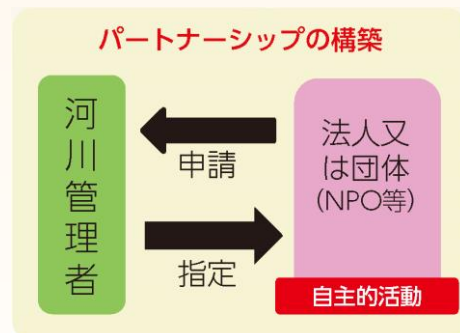 パートナーシップの構築
河川管理者
申請
指定
法人又
は団体
(NPO等)
自主的活動